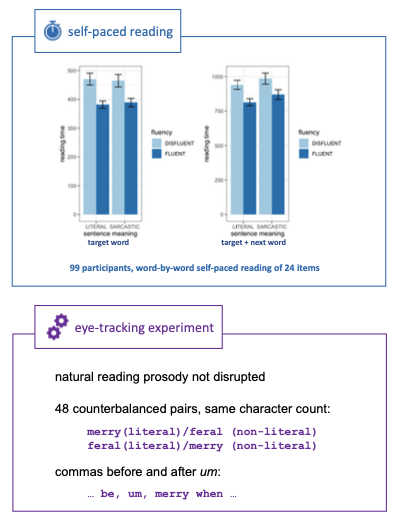 self-paced reading
500
400
300
200
100
0
reading time
LITERAL SARCASTIC
sentence meaning
target word
fluency
DISFLUENT
FLUENT
1000
750
500
250
0
reading time
LITERAL SARCASTIC
sentence meaning
target + next word
fluency
DISFLUENT
FLUENT
99 participants, word-by-word self-paced reading of 24 items
eye-tracking experiment
natural reading prosody not disrupted
48 counterbalanced pairs, same character count:
merry(literal)/feral (non-literal)
feral(literal)/merry (non-literal)
commas before and after um:
… be, um, merry when …